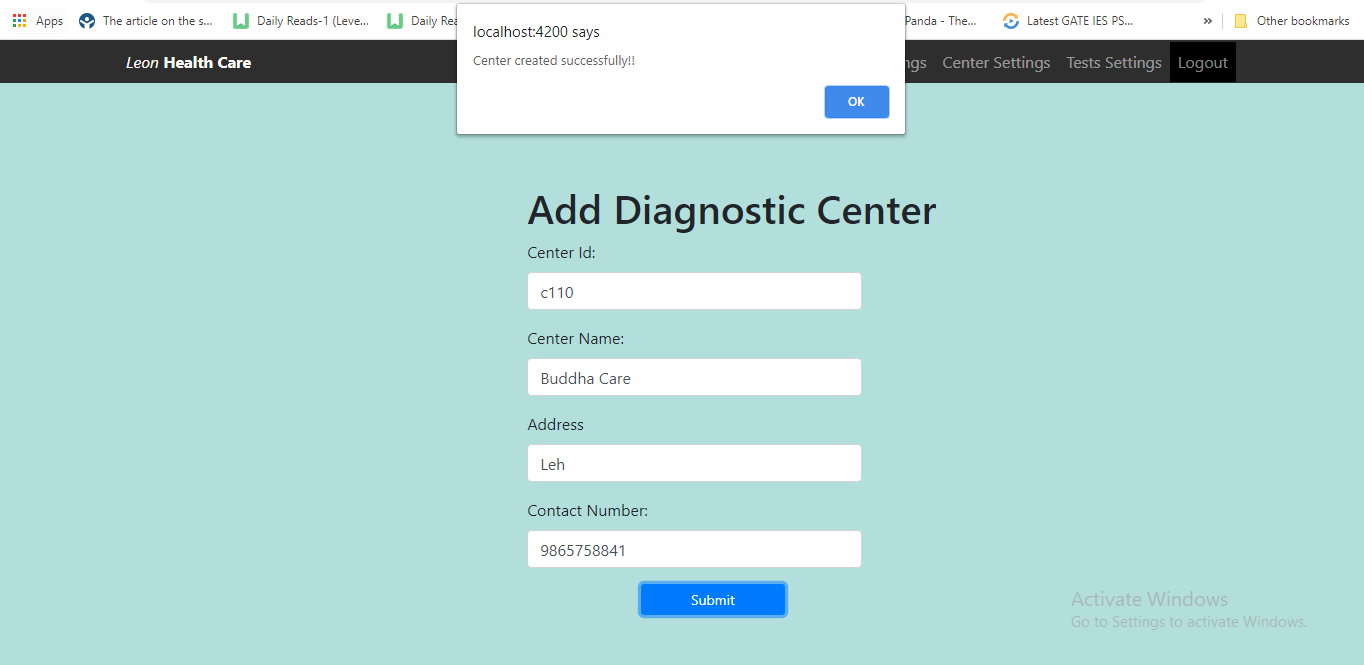 Apps
The article on the s...
Daily Reads-1 (Leve...
Daily Rea
Panda - The...
Latest GATE IES PS...
»
Other bookmarks
localhost:4200 says
Center created successfully!!
OK
Leon Health Care
ngs
Center Settings
Tests Settings
Logout
Add Diagnostic Center
Center Id:
c110
Center Name:
Buddha Care
Address
Leh
Contact Number:
9865758841
Submit
Activate Windows
Go to Settings to activate Windows.